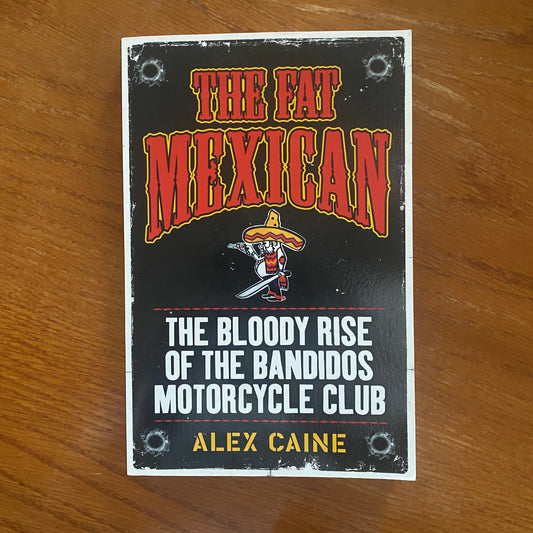 THE FAT
MEXICAN
THE BLOODY RISE
OF THE BANDIDOS
MOTORCYCLE CLUB
ALEX CAINE